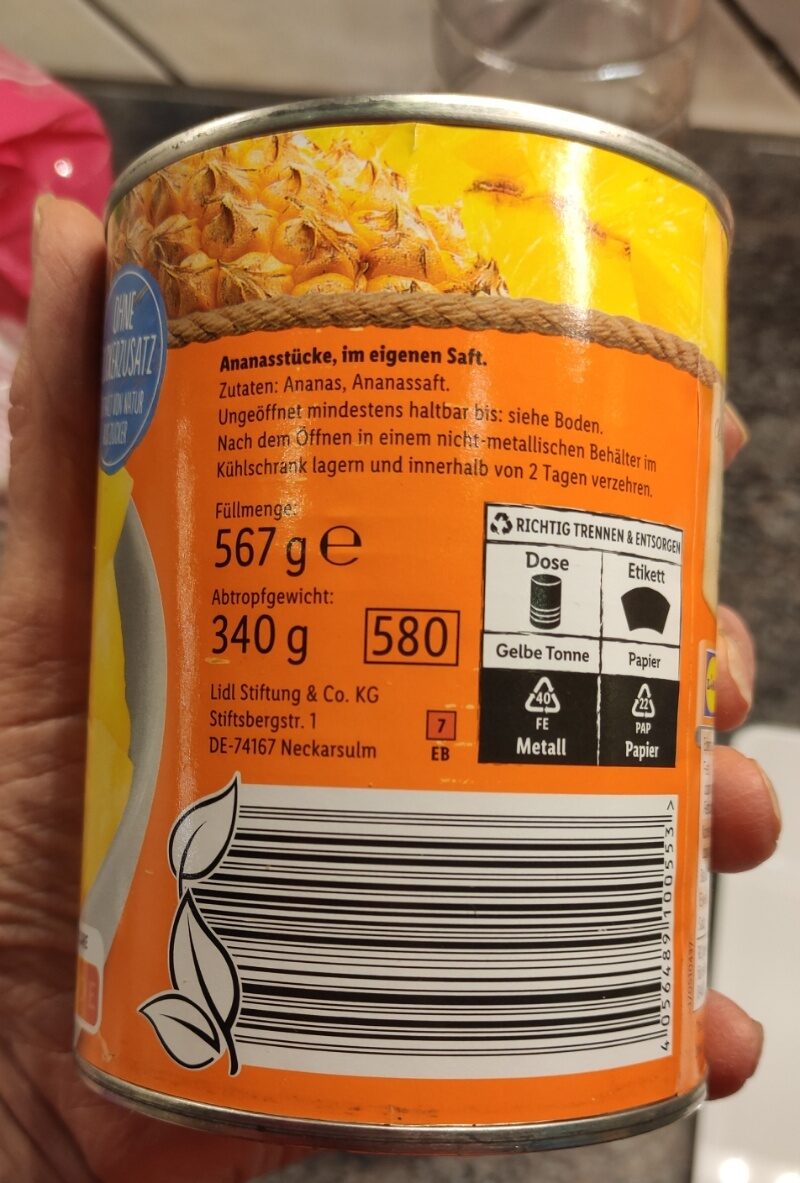 OHNE
Ananasstücke, im eigenen Saft.
Zutaten: Ananas, Ananassaft.
Ungeöffnet mindestens haltbar bis: siehe Boden.
Nach dem Öffnen in einem nicht-metallischen Behälter im
Kühlschrank lagern und innerhalb von 2 Tagen verzehren.
Füllmenge:
567 g e
Abtropfgewicht:
340 g
580
Lidl Stiftung & Co. KG
Stiftsbergstr. 1
DE-74167 Neckarsulm
7
EB
RICHTIG TRENNEN & ENTSORGEN
Dose
Etikett
Gelbe Tonne
Papier
40
FE
Metall
22
PAP
Papier
4 056489 100553 >